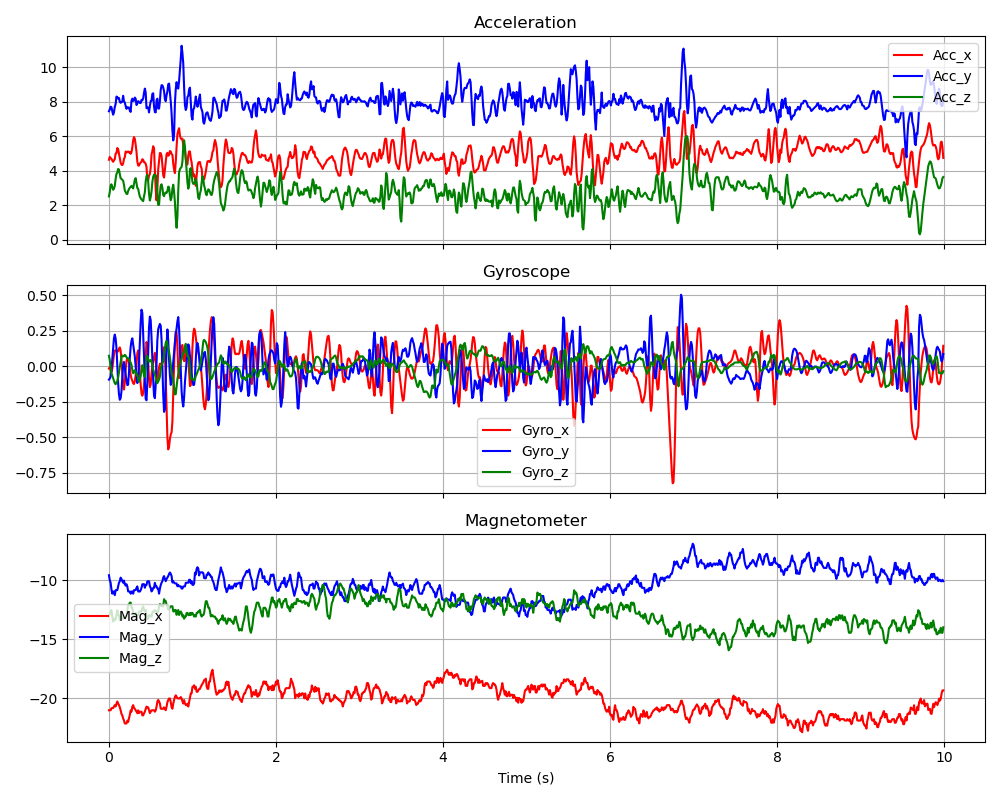 Acceleration
10
8
6
4
2
0
Acc_x
Acc_y
Acc_z
Gyroscope
0.50
0.25
0.00
−0.25
−0.50
−0.75
Gyro_x
Gyro_y
Gyro_z
Magnetometer
−10
−15
−20
Mag_x
Mag_y
Mag_z
0 2 4 6 8 10
Time (s)